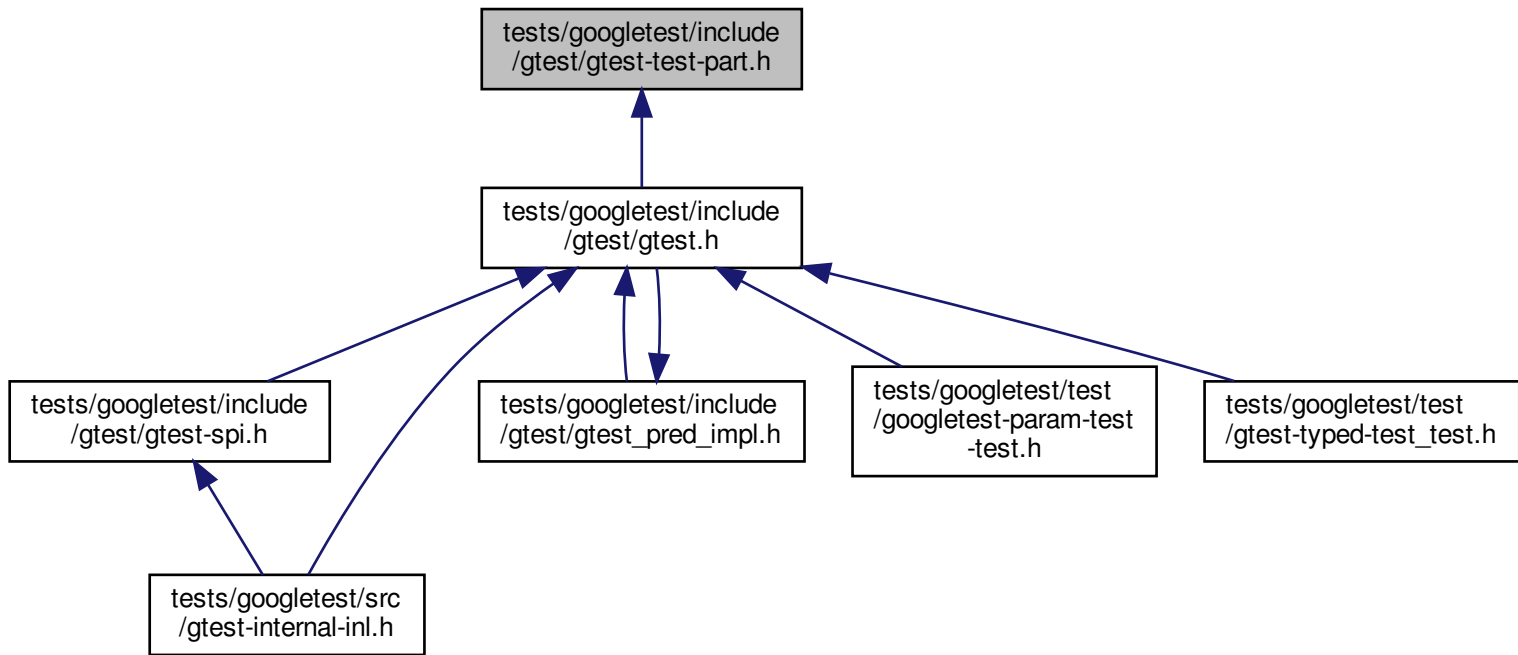 tests/googletest/include
/gtest/gtest-test-part.h
tests/googletest/include
/gtest/gtest.h
tests/googletest/include
/gtest/gtest-spi.h
tests/googletest/include
/gtest/gtest_pred_impl.h
tests/googletest/test
/googletest-param-test
-test.h
tests/googletest/test
/gtest-typed-test_test.h
tests/googletest/src
/gtest-internal-inl.h